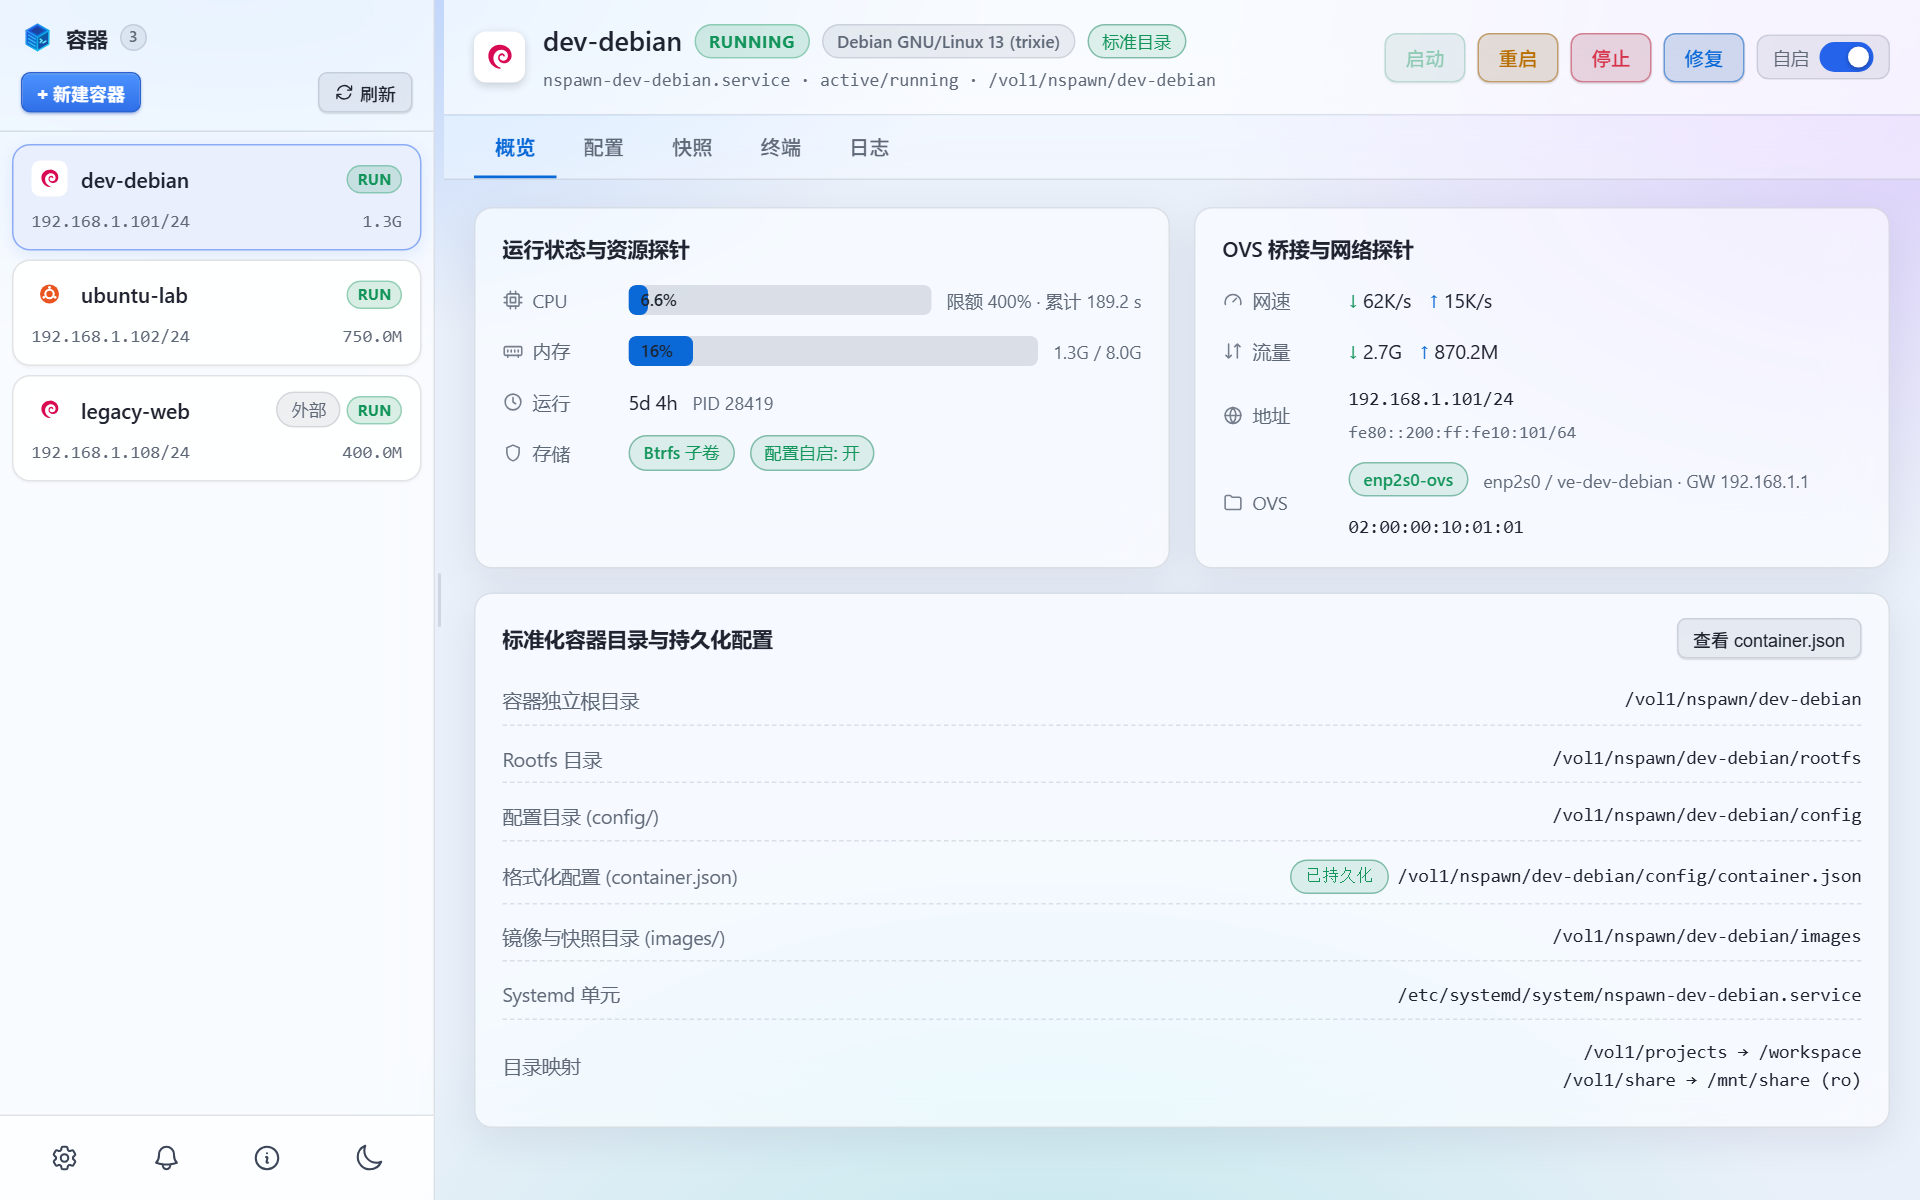 容器 3
+ 新建容器
刷新
dev-debian RUN
192.168.1.101/24 1.3G
ubuntu-lab RUN
192.168.1.102/24 750.0M
legacy-web 外部 RUN
192.168.1.108/24 400.0M
dev-debian RUNNING Debian GNU/Linux 13 (trixie) 标准目录
nspawn-dev-debian.service · active/running · /vol1/nspawn/dev-debian
启动 重启 停止 修复 自启
概览 配置 快照 终端 日志
运行状态与资源探针
CPU 6.6% 限额 400% · 累计 189.2 s
内存 16% 1.3G / 8.0G
运行 5d 4h PID 28419
存储 Btrfs 子卷 配置自启: 开
OVS 桥接与网络探针
网速 ↓ 62K/s ↑ 15K/s
流量 ↓ 2.7G ↑ 870.2M
地址 192.168.1.101/24
fe80::200:ff:fe10:101/64
OVS enp2s0-ovs enp2s0 / ve-dev-debian · GW 192.168.1.1
02:00:00:10:01:01
标准化容器目录与持久化配置
查看 container.json
容器独立根目录 /vol1/nspawn/dev-debian
Rootfs 目录 /vol1/nspawn/dev-debian/rootfs
配置目录 (config/) /vol1/nspawn/dev-debian/config
格式化配置 (container.json) 已持久化 /vol1/nspawn/dev-debian/config/container.json
镜像与快照目录 (images/) /vol1/nspawn/dev-debian/images
Systemd 单元 /etc/systemd/system/nspawn-dev-debian.service
目录映射 /vol1/projects → /workspace
/vol1/share → /mnt/share (ro)